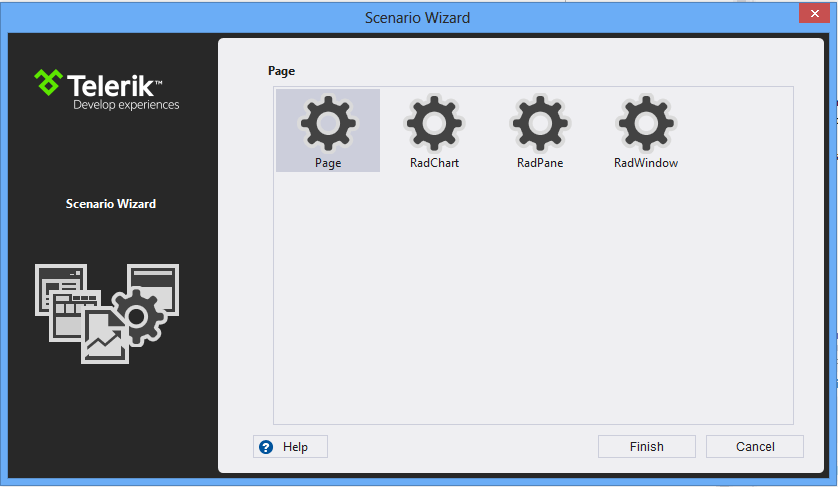 Scenario Wizard
Telerik™
Develop experiences
Scenario Wizard
Page
Page RadChart RadPane RadWindow
? Help Finish Cancel